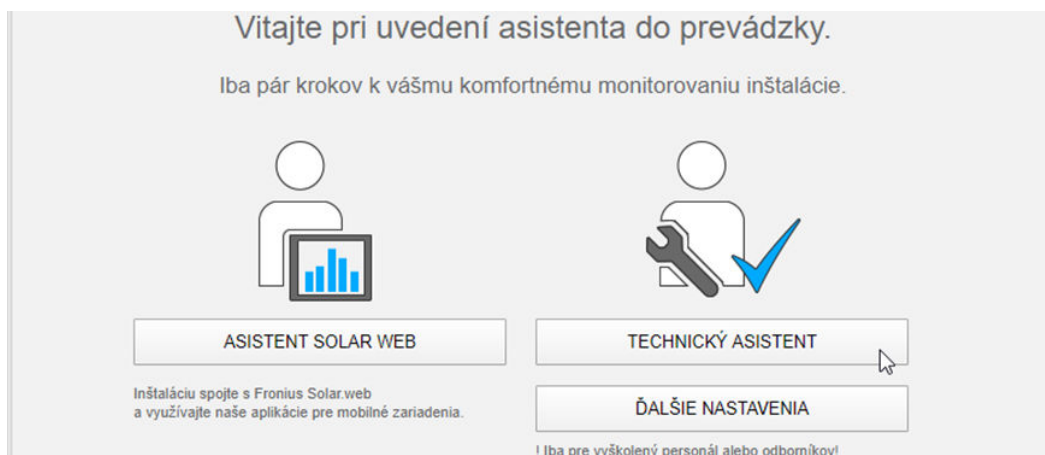 Vitajte pri uvedení asistenta do prevádzky.
Iba pár krokov k vášmu komfortnému monitorovaniu inštalácie.
ASISTENT SOLAR WEB
Inštaláciu spojte s Fronius Solar.web
a využívajte naše aplikácie pre mobilné zariadenia.
TECHNICKÝ ASISTENT
ĎALŠIE NASTAVENIA
! Iba pre vyškolený personál alebo odborníkov!